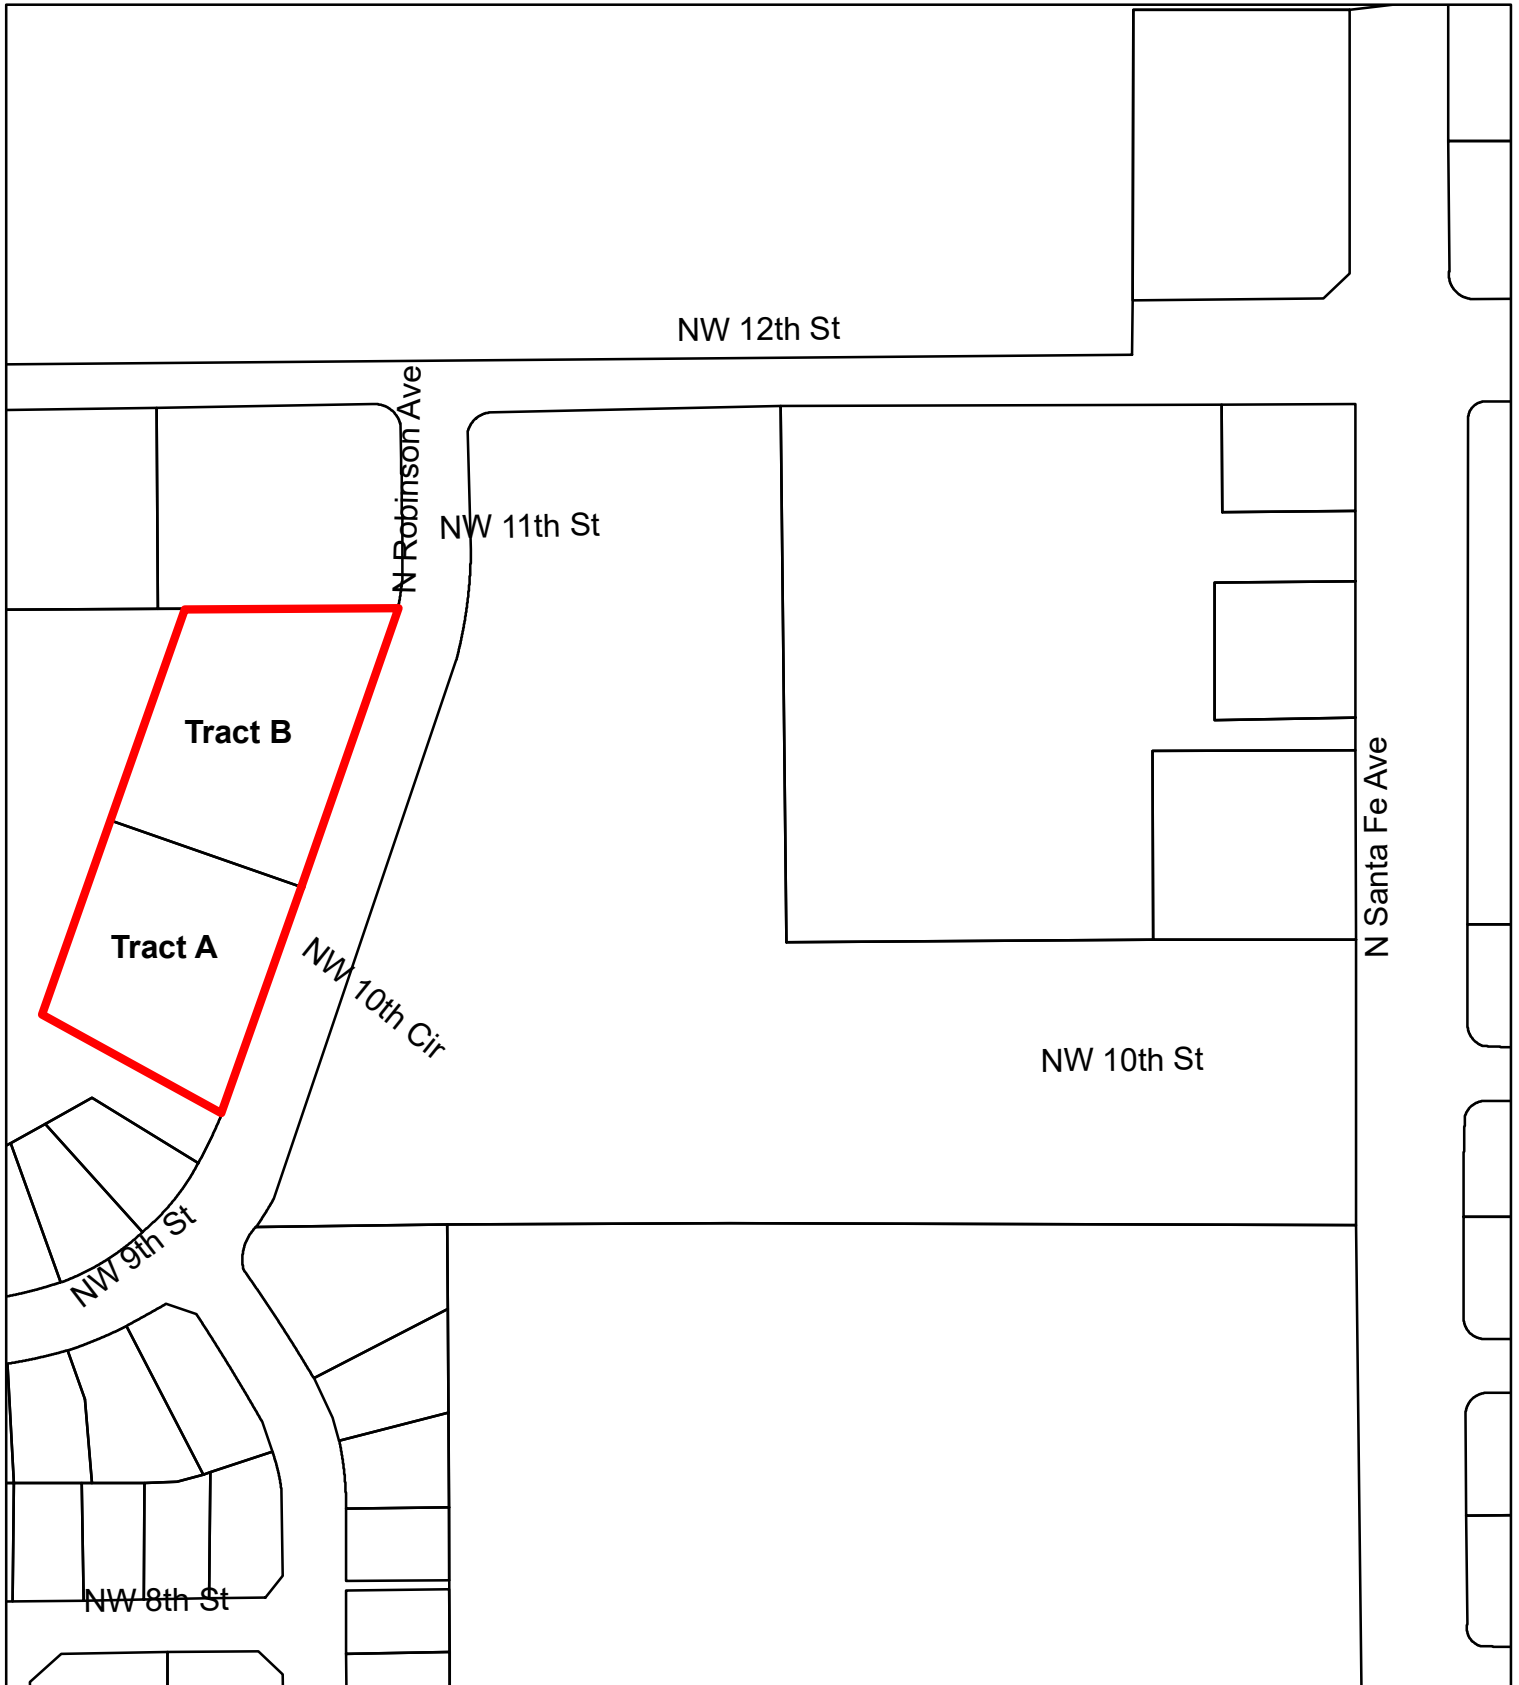 NW 12th St
N Robinson Ave
NW 11th St
Tract B
N Santa Fe Ave
Tract A
NW 10th Cir
NW 10th St
NW 9th St
NW 8th St